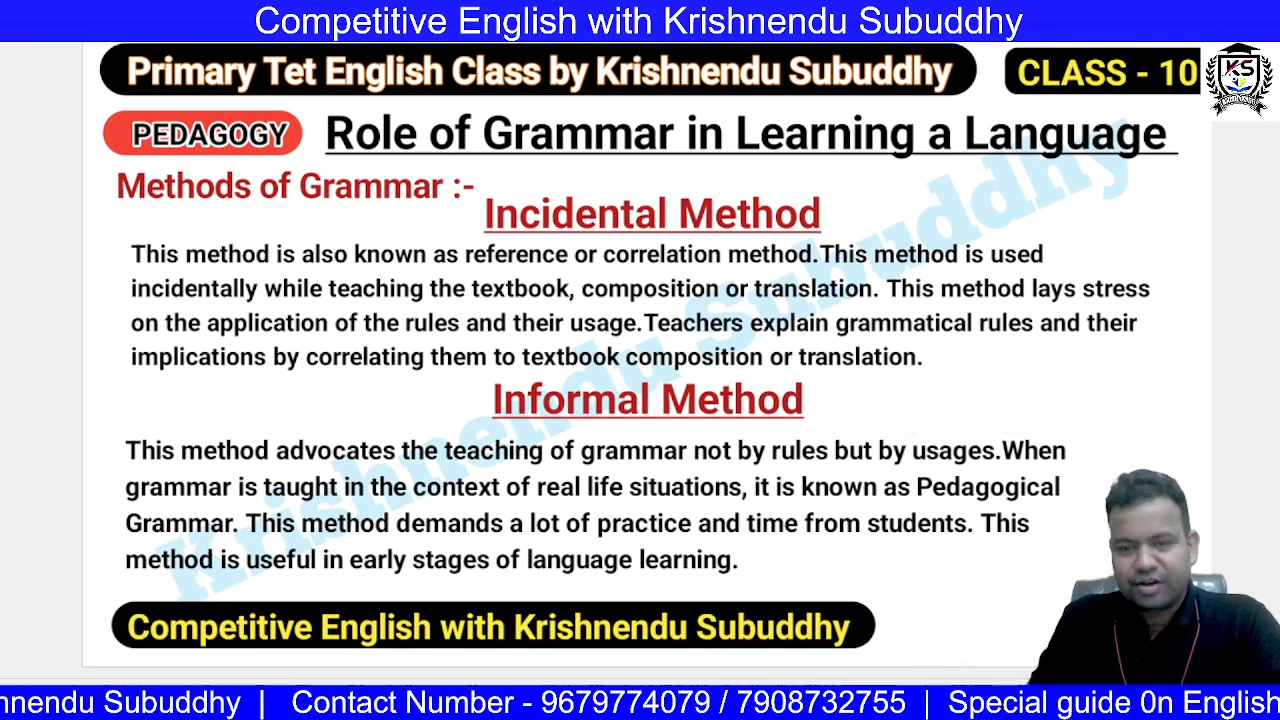 Competitive English with Krishnendu Subuddhy
Primary Tet English Class by Krishnendu Subuddhy
CLASS - 10
KS
PEDAGOGY
Role of Grammar in Learning a Language
Methods of Grammar :-
Incidental Method
This method is also known as reference or correlation method.This method is used
incidentally while teaching the textbook, composition or translation. This method lays stress
on the application of the rules and their usage.Teachers explain grammatical rules and their
implications by correlating them to textbook composition or translation.
Informal Method
This method advocates the teaching of grammar not by rules but by usages.When
grammar is taught in the context of real life situations, it is known as Pedagogical
Grammar. This method demands a lot of practice and time from students. This
method is useful in early stages of language learning.
Krishnendu Subuddhy
Competitive English with Krishnendu Subuddhy
hnendu Subuddhy | Contact Number - 9679774079 / 7908732755 | Special guide 0n English